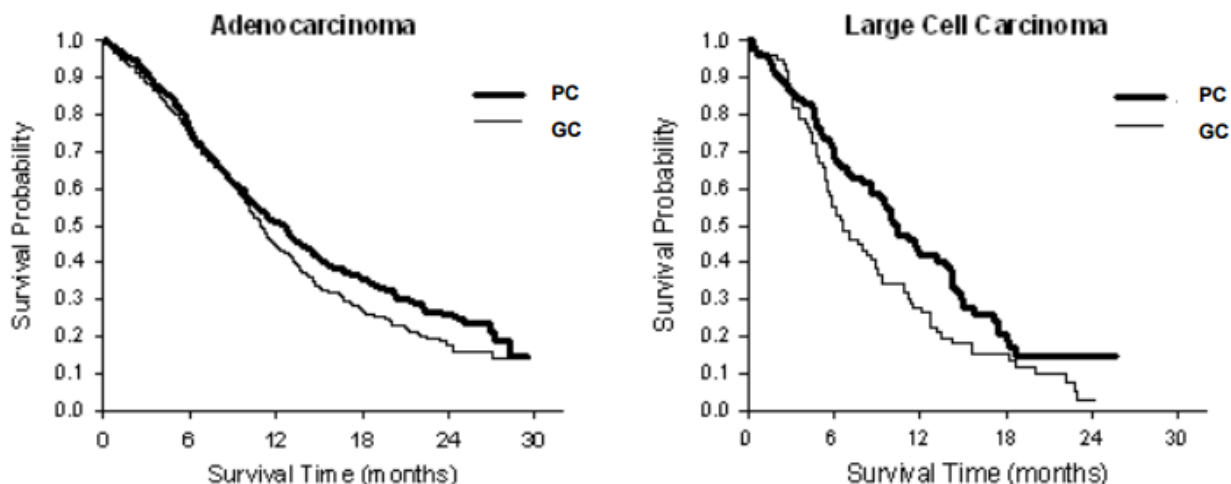 Adenocarcinoma
1.0
0.9
0.8
0.7
0.6
0.5
0.4
0.3
0.2
0.1
0.0
Survival Probability
PC
GC
0 6 12 18 24 30
Survival Time (months)
Large Cell Carcinoma
1.0
0.9
0.8
0.7
0.6
0.5
0.4
0.3
0.2
0.1
0.0
Survival Probability
PC
GC
0 6 12 18 24 30
Survival Time (months)